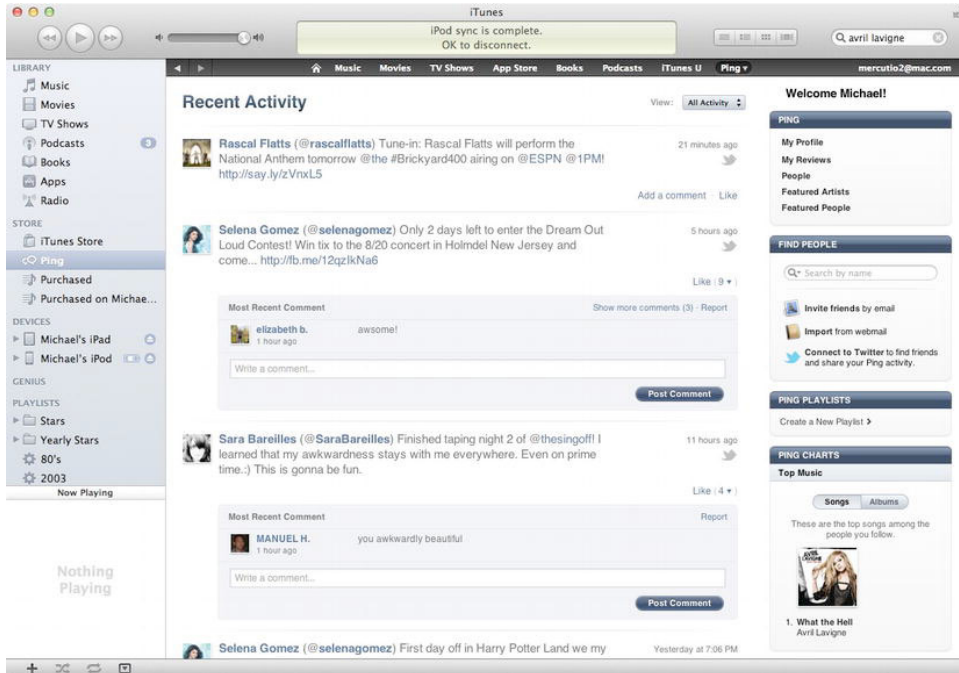 iTunes
iPod sync is complete.
OK to disconnect.
avril lavigne
LIBRARY
Music
Movies
TV Shows
Podcasts 3
Books
Apps
Radio
STORE
iTunes Store
Ping
Purchased
Purchased on Michae...
DEVICES
Michael's iPad
Michael's iPod
GENIUS
PLAYLISTS
Stars
Yearly Stars
80's
2003
Now Playing
Nothing
Playing
Music Movies TV Shows App Store Books Podcasts iTunes U Ping mercutio2@mac.com
Recent Activity
View: All Activity
Rascal Flatts (@rascalflatts) Tune-in: Rascal Flatts will perform the
National Anthem tomorrow @the #Brickyard400 airing on @ESPN @1PM!
http://say.ly/zVnxL5
21 minutes ago
Add a comment · Like
Selena Gomez (@selenagomez) Only 2 days left to enter the Dream Out
Loud Contest! Win tix to the 8/20 concert in Holmdel New Jersey and
come... http://fb.me/12qzIkNa6
5 hours ago
Like | 9
Most Recent Comment
Show more comments (3) · Report
elizabeth b. awsome!
1 hour ago
Write a comment...
Post Comment
Sara Bareilles (@SaraBareilles) Finished taping night 2 of @thesingoff! I
learned that my awkwardness stays with me everywhere. Even on prime
time.:) This is gonna be fun.
11 hours ago
Like | 4
Most Recent Comment
Report
MANUEL H. you awkwardly beautiful
1 hour ago
Write a comment...
Post Comment
Selena Gomez (@selenagomez) First day off in Harry Potter Land we my
Yesterday at 7:06 PM
Welcome Michael!
PING
My Profile
My Reviews
People
Featured Artists
Featured People
FIND PEOPLE
Search by name
Invite friends by email
Import from webmail
Connect to Twitter to find friends
and share your Ping activity.
PING PLAYLISTS
Create a New Playlist >
PING CHARTS
Top Music
Songs Albums
These are the top songs among the
people you follow.
AVRIL
LAVIGNE
1. What the Hell
Avril Lavigne